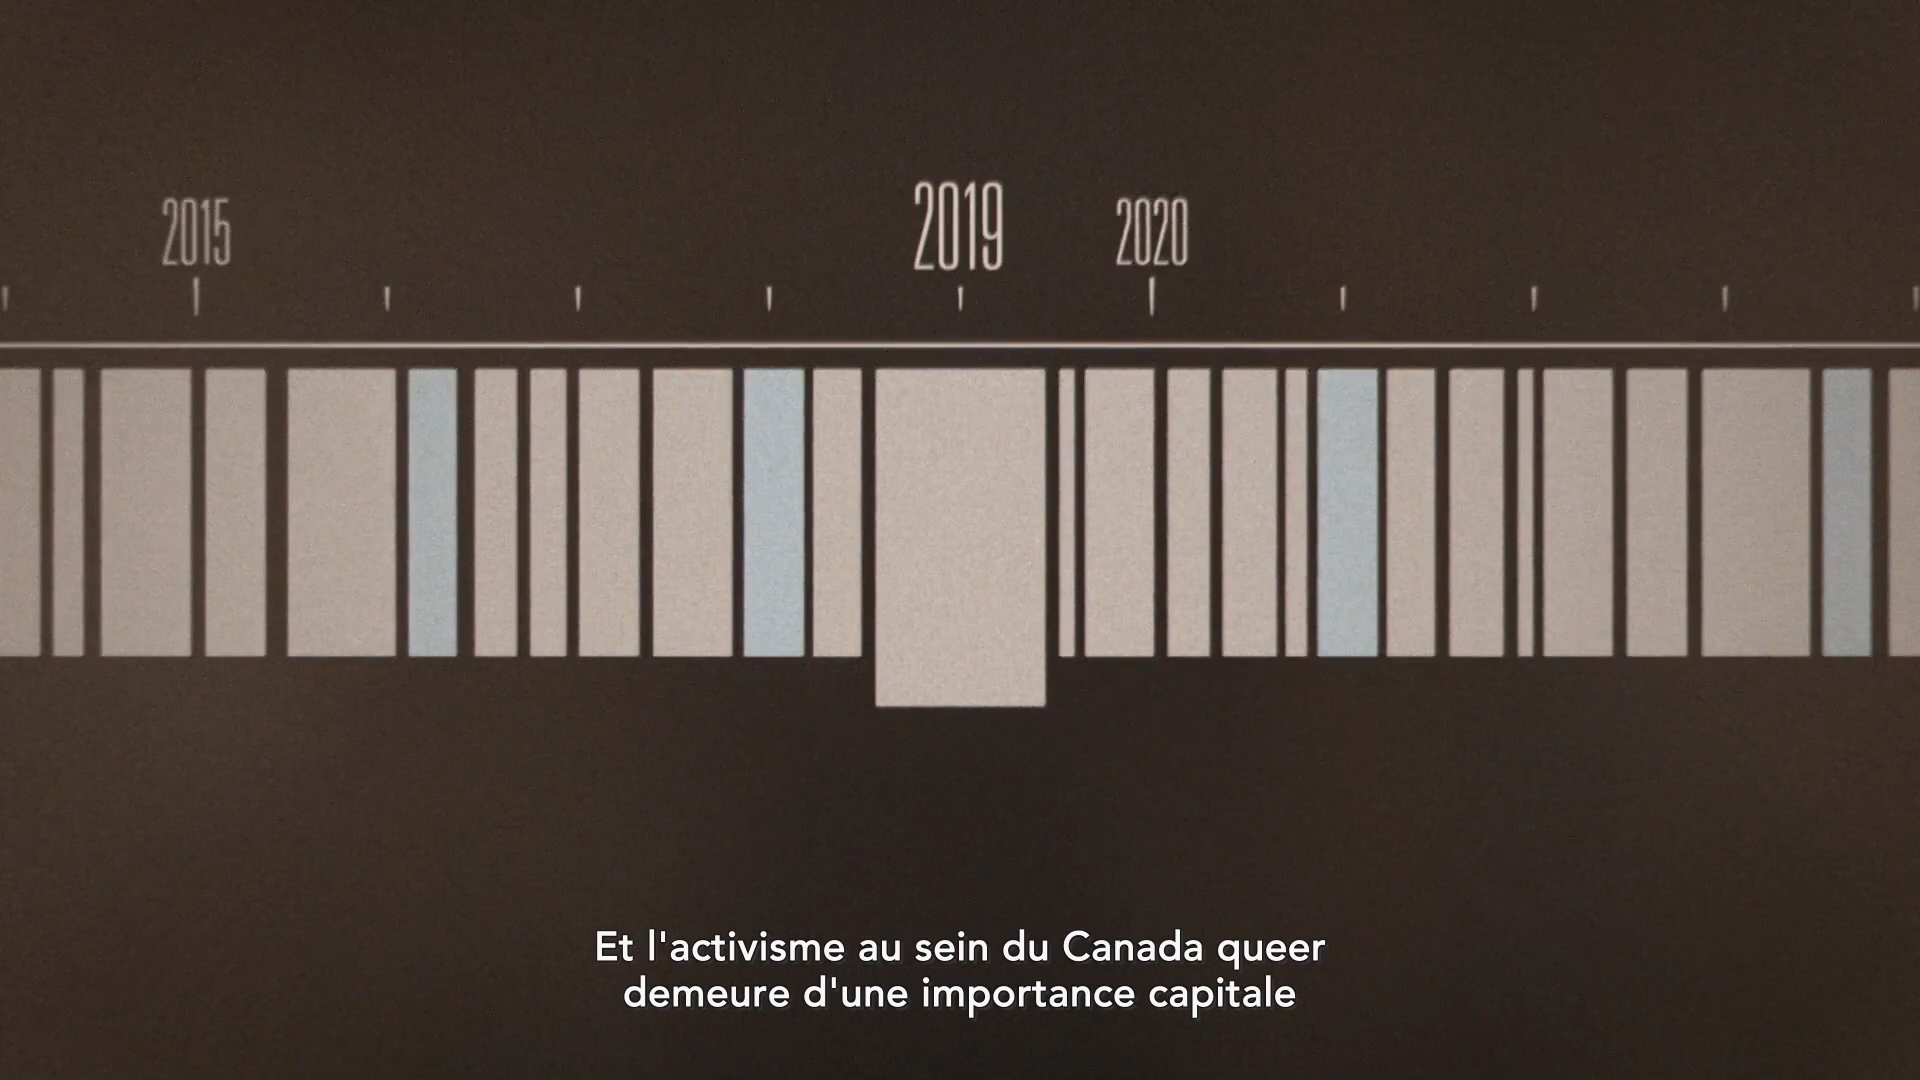 2015 2019 2020
Et l'activisme au sein du Canada queer
demeure d'une importance capitale